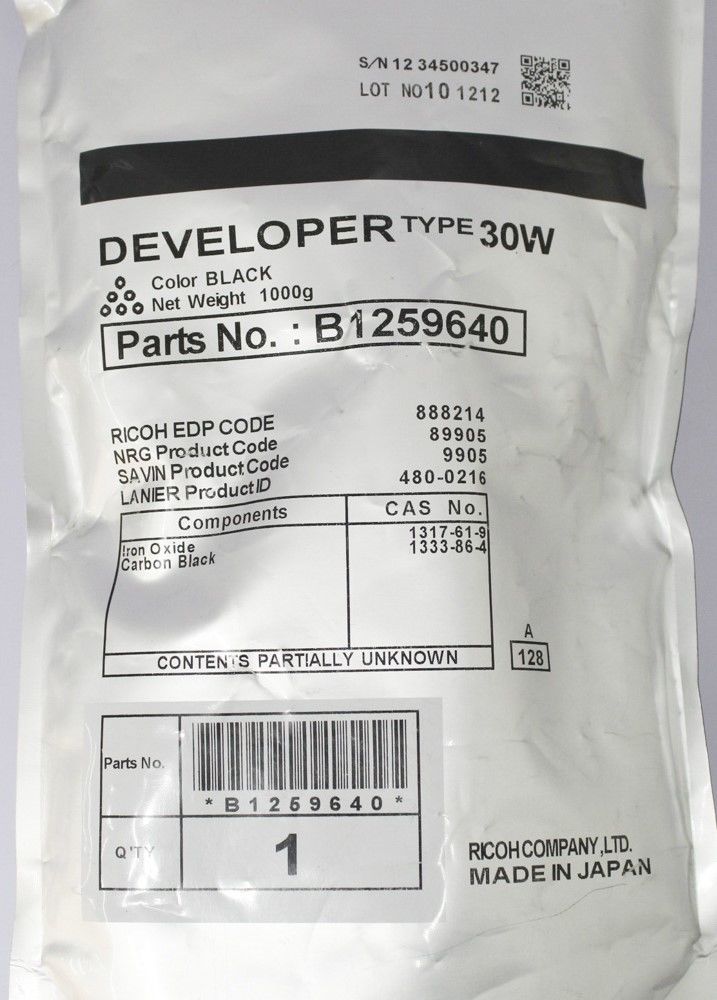 S/N 12 34500347
LOT NO 10 1212
DEVELOPER TYPE 30W
Color BLACK
Net Weight 1000g
Parts No. : B1259640
RICOH EDP CODE 888214
NRG Product Code 89905
SAVIN Product Code 9905
LANIER Product ID 480-0216
Components CAS No.
Iron Oxide 1317-61-9
Carbon Black 1333-86-4
CONTENTS PARTIALLY UNKNOWN
A
128
Parts No.
*B1259640*
Q'TY 1
RICOH COMPANY,LTD.
MADE IN JAPAN